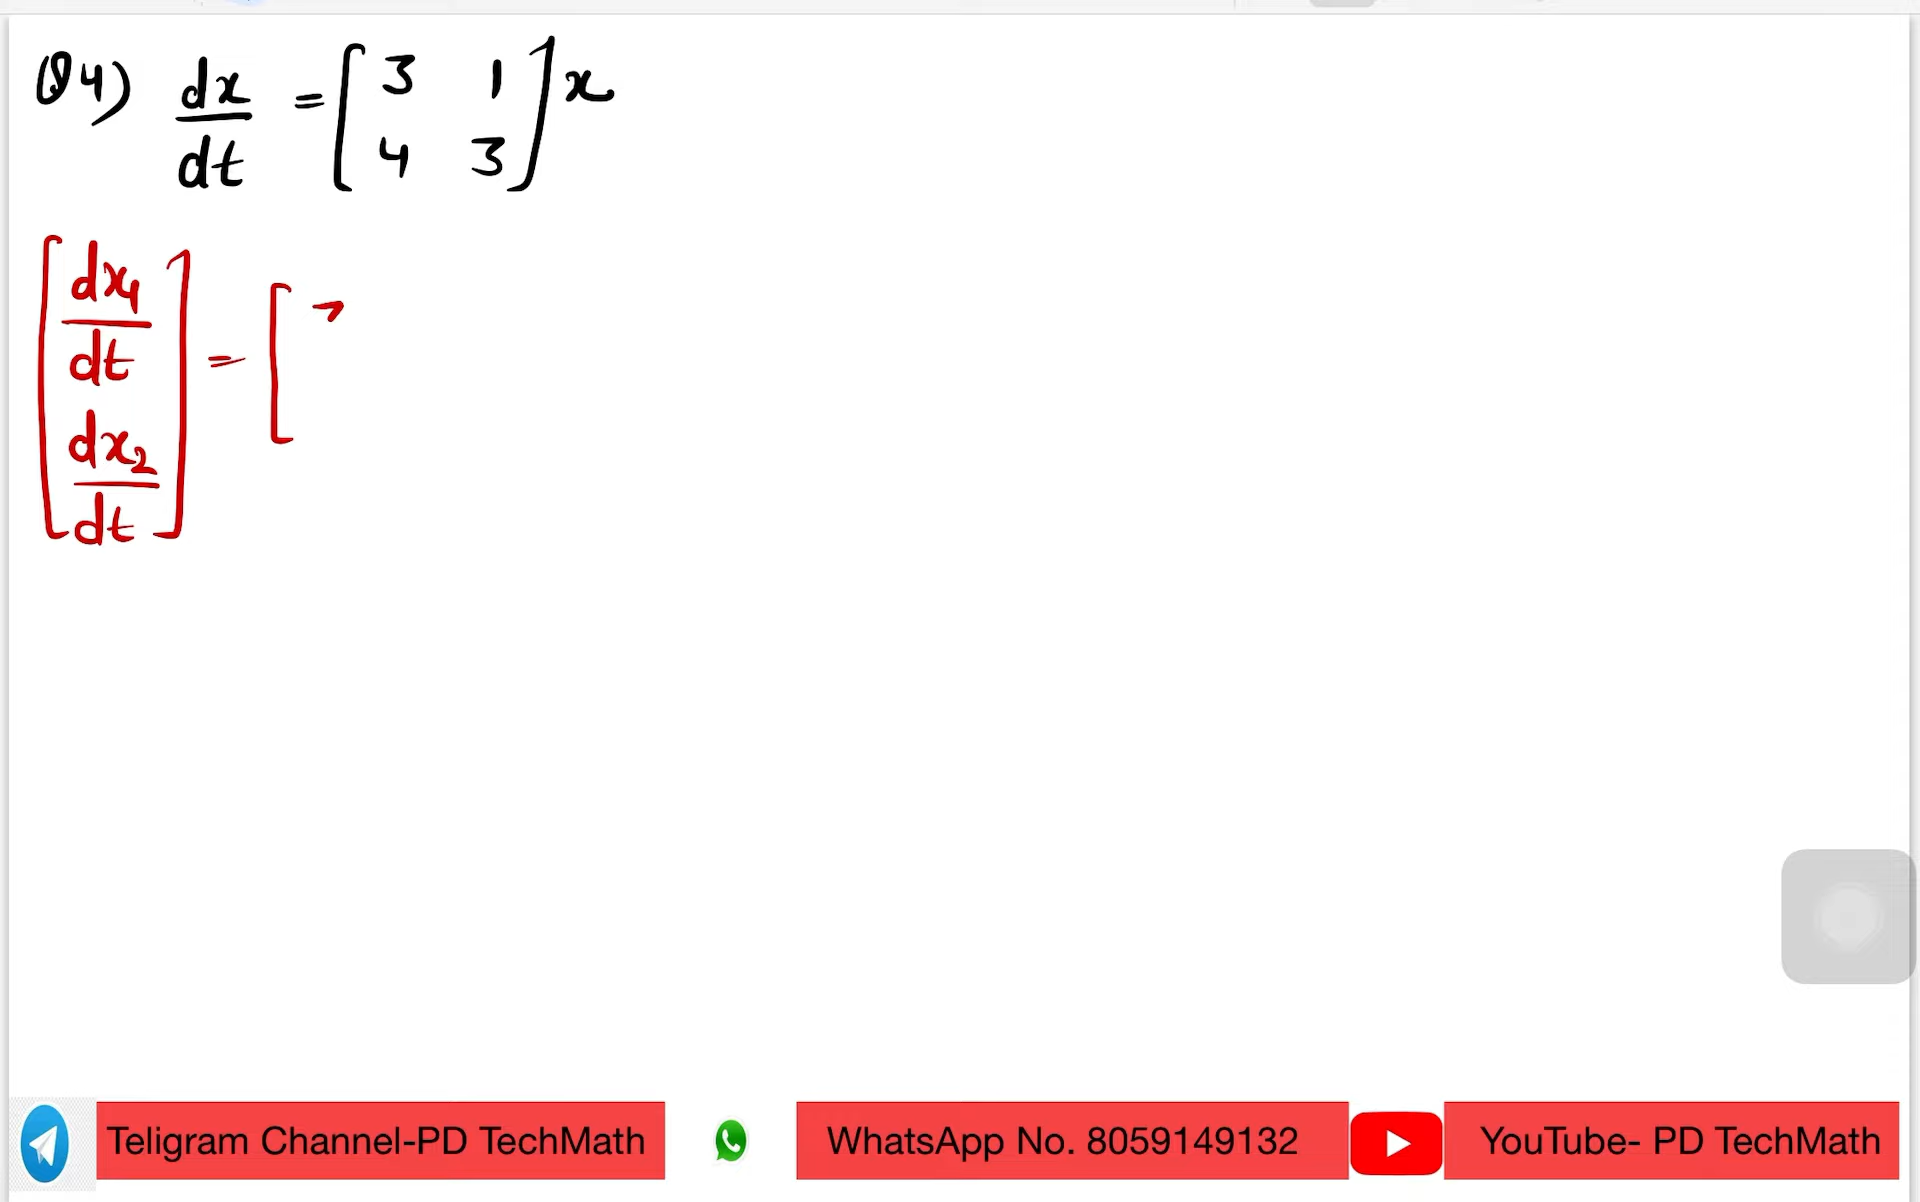 Q4) dx/dt = [3 1; 4 3] x
[dx1/dt; dx2/dt] = [
Teligram Channel-PD TechMath
WhatsApp No. 8059149132
YouTube- PD TechMath